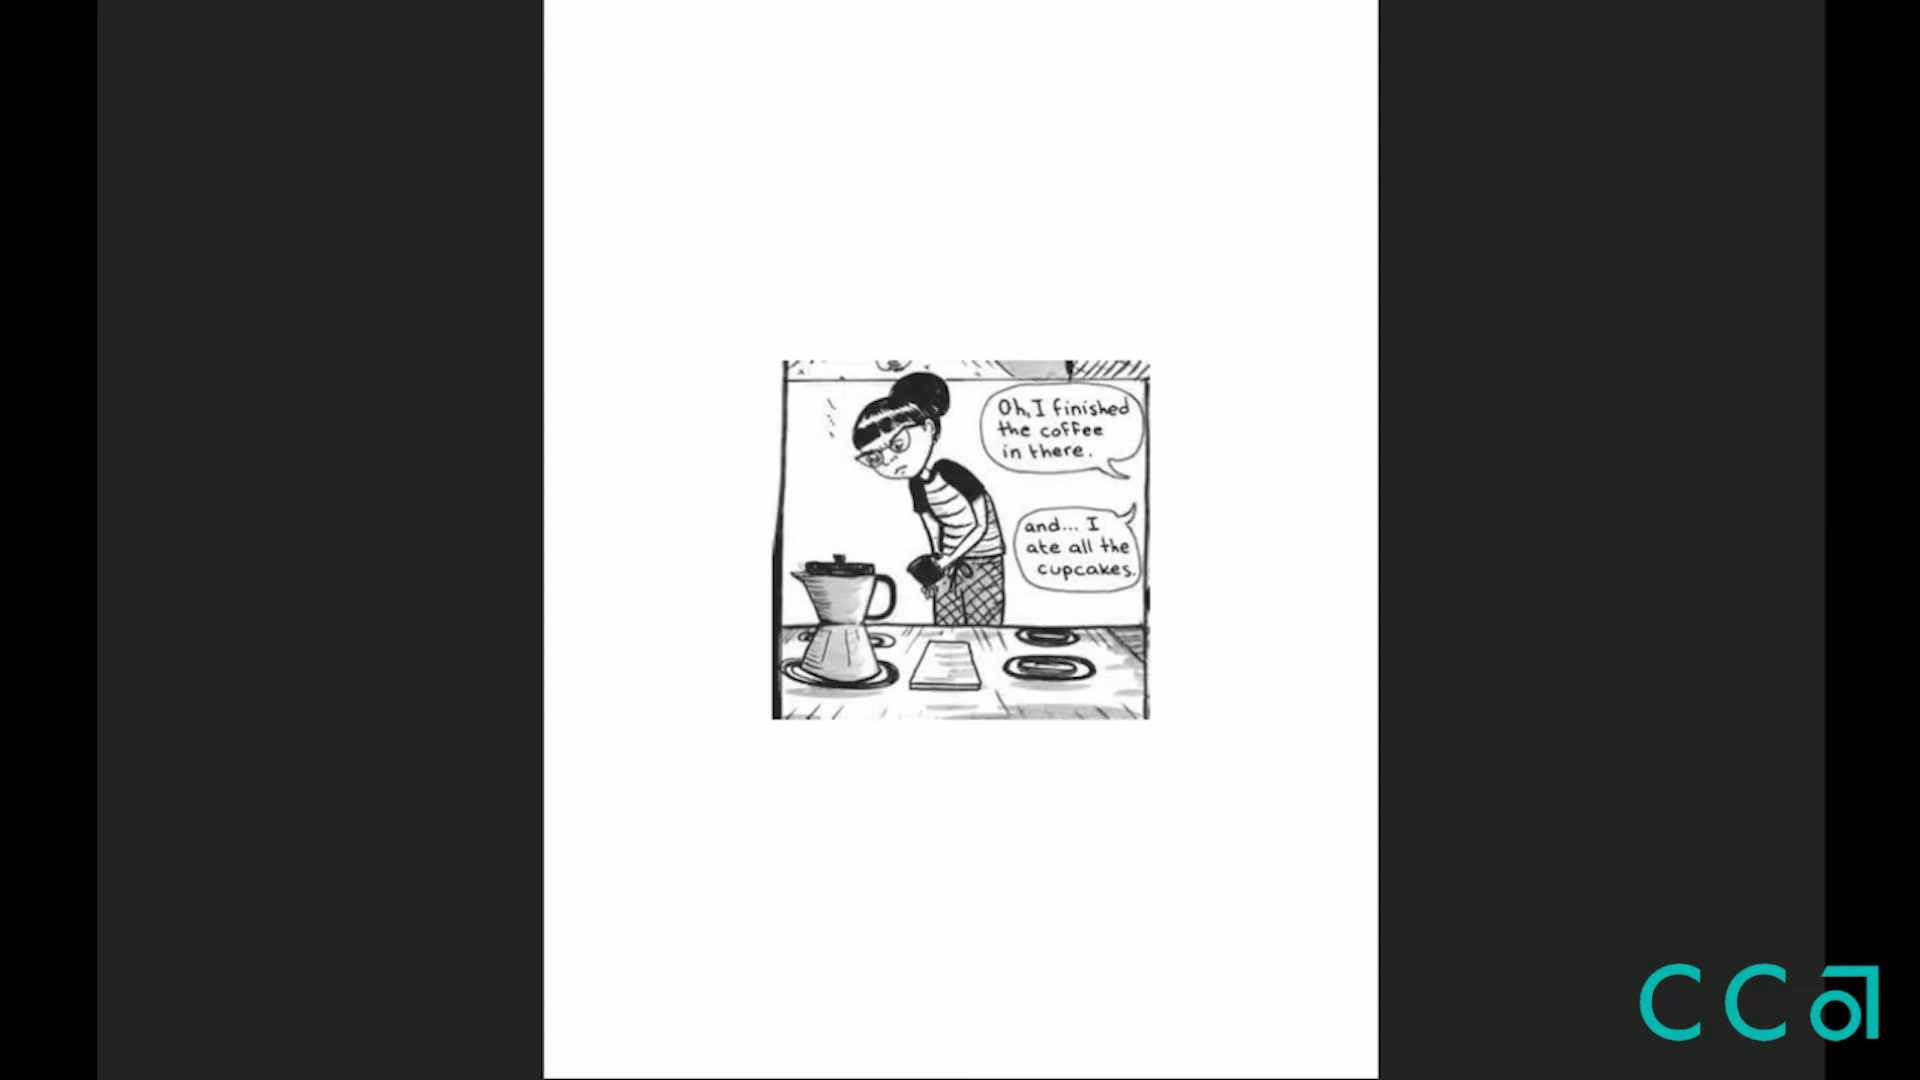 Oh, I finished
the coffee
in there.
and... I
ate all the
cupcakes.
CCA